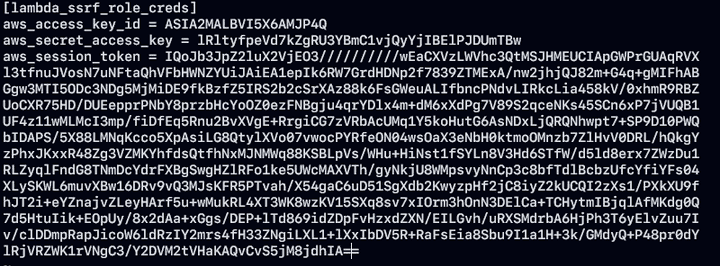 [lambda_ssrf_role_creds]
aws_access_key_id = ASIA2MALBVI5X6AMJP4Q
aws_secret_access_key = lRltyfpeVd7kZgRU3YBmC1vjQyYjIBElPJDUmTBw
aws_session_token = IQoJb3JpZ2luX2VjEO3//////////wEaCXVzLWVhc3QtMSJHMEUCIApGWPrGUAqRVX
l3tfnuJVosN7uNFtaQhVFbHWNZYUiJAiEA1epIk6RW7GrdHDNp2f7839ZTMExA/nw2jhjQJ82m+G4q+gMIFhAB
Ggw3MTI5ODc3NDg5MjMiDE9fkBzfZ5IRS2b2cSrXAz88k6FsGWeuALIfbncPNdvLIRkcLia458kV/0xhmR9RBZ
UoCXR75HD/DUEepprPNbY8przbHcYoOZ0ezFNBgju4qrYDlx4m+dM6xXdPg7V89S2qceNKs45SCn6xP7jVUQB1
UF4z11wMLMcI3mp/fiDfEq5Rnu2BvXVgE+RrgiCG7zVRbAcUMq1Y5koHutG6AsNDxLjQRQNhwpt7+SP9D10PWQ
bIDAPS/5X88LMNqKcco5XpAsiLG8QtylXVo07vwocPYRfeON04wsOaX3eNbH0ktmoOMnzb7ZlHvV0DRL/hQkgY
zPhxJKxxR48Zg3VZMKYhfdsQtfhNxMJNMWq88KSBLpVs/WHu+HiNst1fSYLn8V3Hd6STfW/d5ld8erx7ZWzDu1
RLZyqlFndG8TNmDcYdrFXBgSwgHZlRFo1ke5UWcMAXVTh/gyNkjU8WMpsvyNnCp3c8bfTdlBcbzUfcYfiYFs04
XLySKWL6muvXBw16DRv9vQ3MJsKFR5PTvah/X54gaC6uD51SgXdb2KwyzpHf2jC8iyZ2kUCQI2zXs1/PXkXU9f
hJT2i+eYZnajvZLeyHArf5u+wMukRL4XT3WK8wzKV15SXq8sv7xIOrm3hOnN3DElCa+TCHytmIBjqlAfMKdg0Q
7d5HtuIik+EOpUy/8x2dAa+xGgs/DEP+lTd869idZDpFvHzxdZXN/EILGvh/uRXSMdrbA6HjPh3T6yElvZuu7I
v/clDDmpRapJicoW6ldRzIY2mrs4fH33ZNgiLXL1+lXxIbDV5R+RaFsEia8Sbu9I1a1H+3k/GMdyQ+P48pr0dY
lRjVRZWK1rVNgC3/Y2DVM2tVHaKAQvCvS5jM8jdhIA==